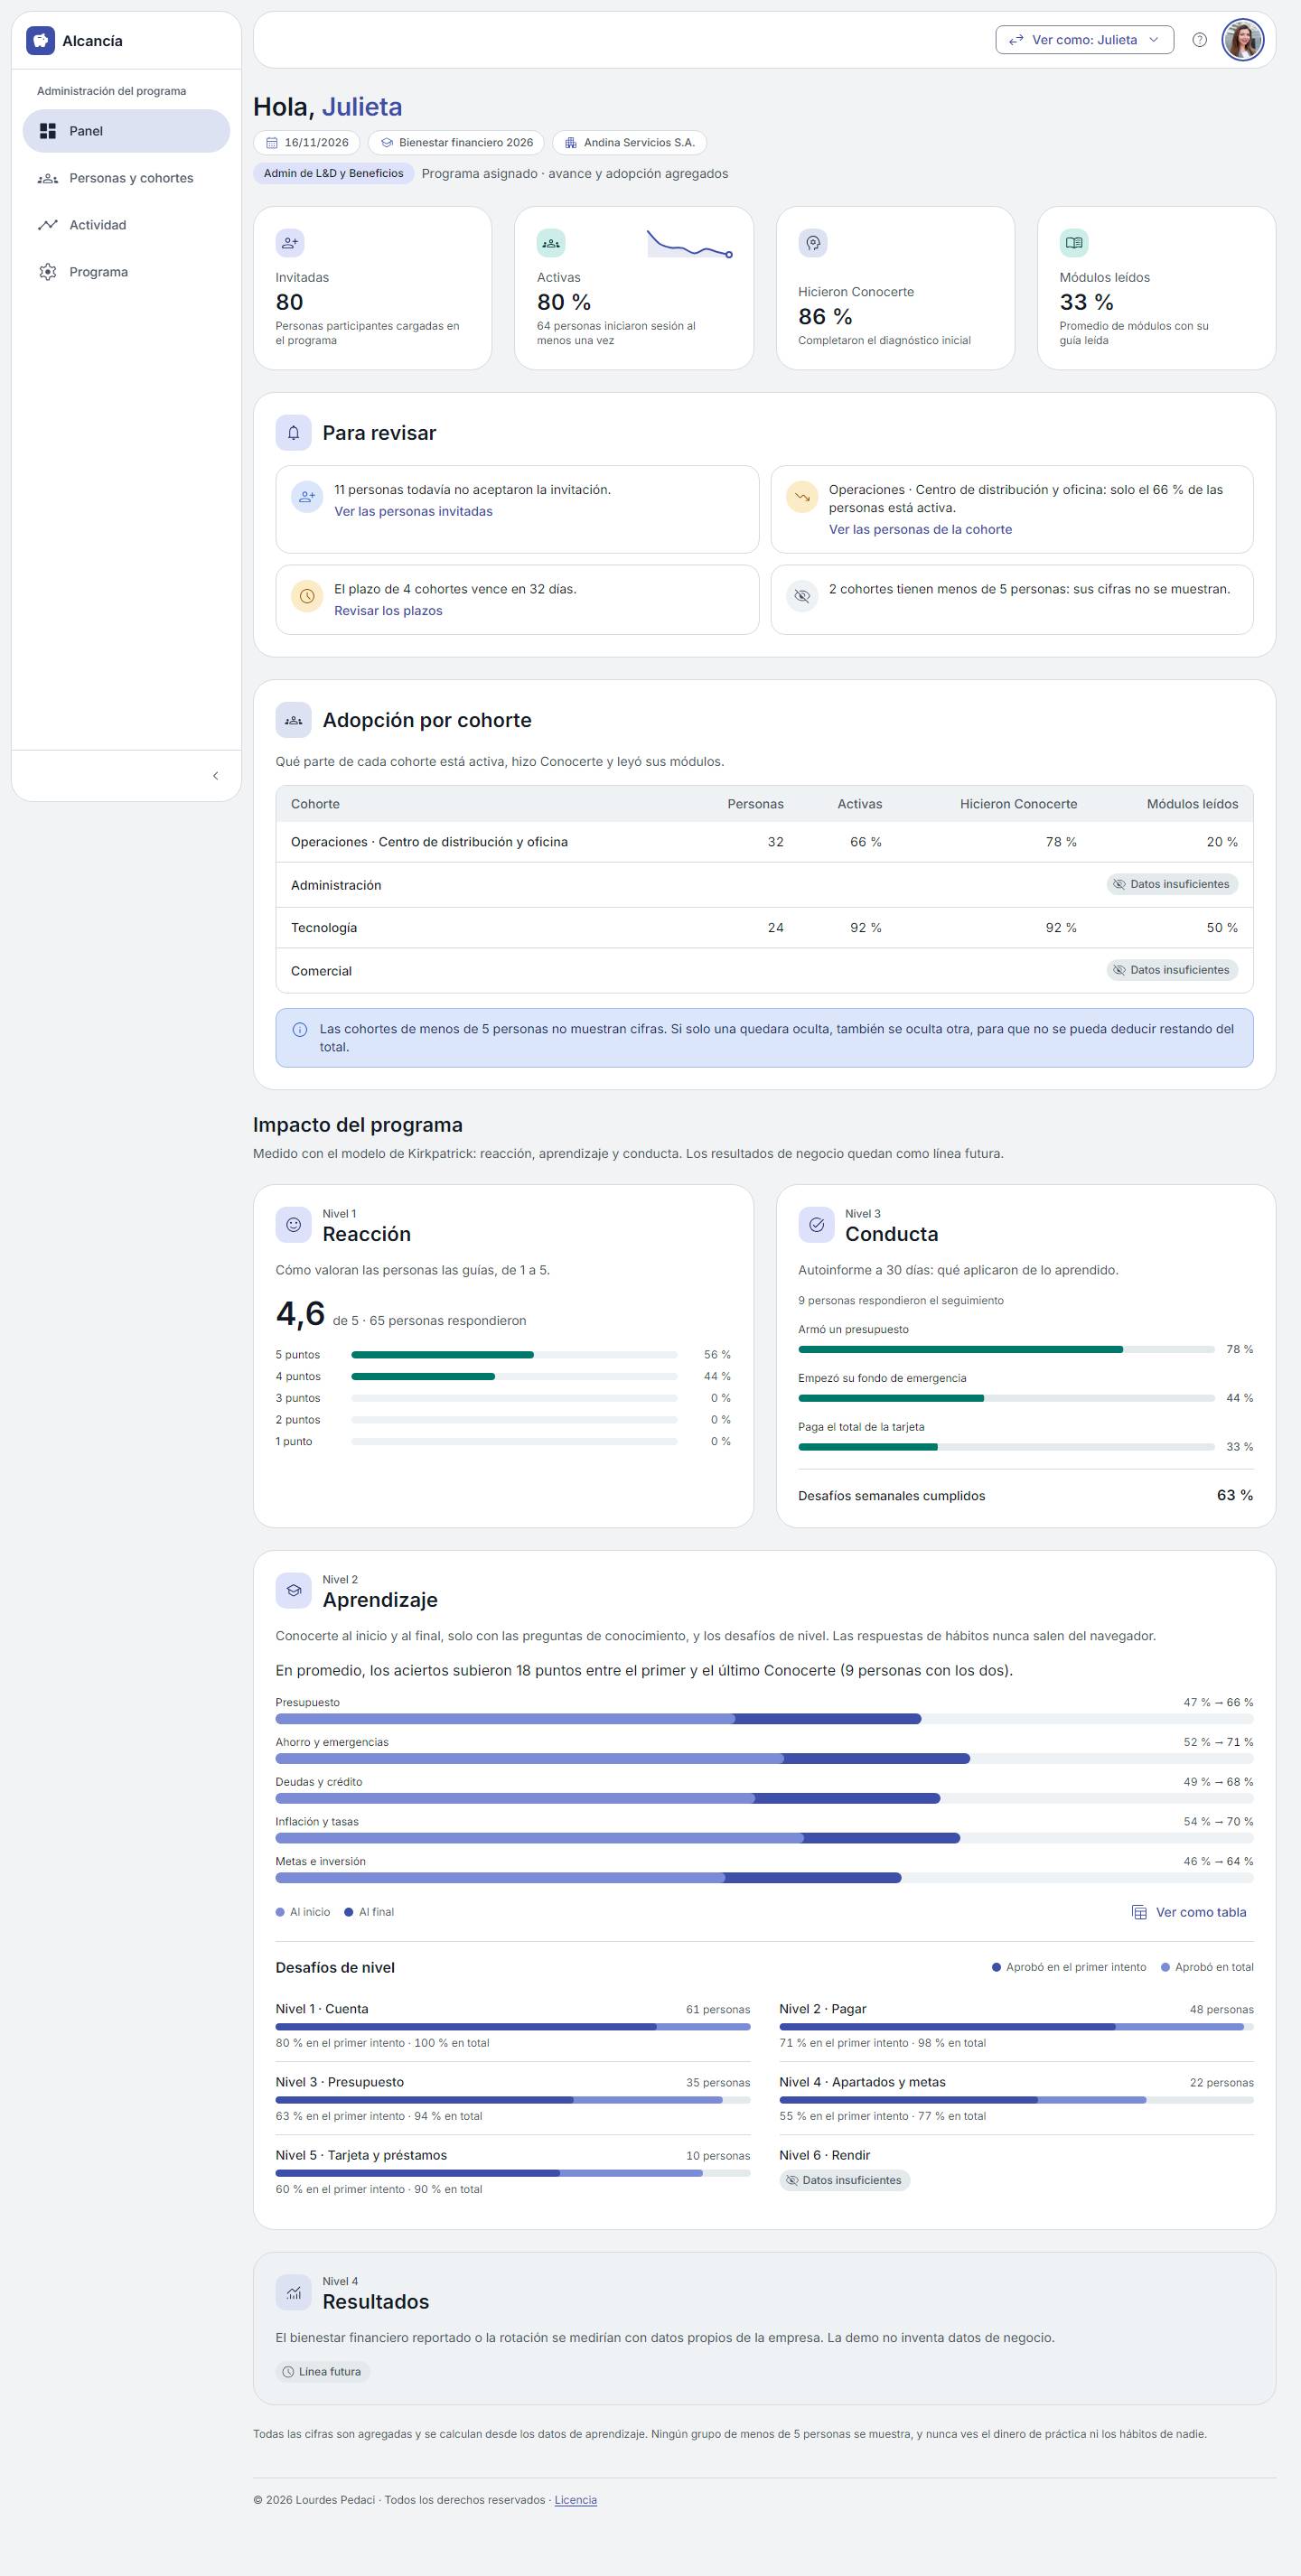 Alcancía
Ver como: Julieta
Administración del programa
Panel
Personas y cohortes
Actividad
Programa
Hola, Julieta
16/11/2026
Bienestar financiero 2026
Andina Servicios S.A.
Admin de L&D y Beneficios
Programa asignado · avance y adopción agregados
Invitadas
80
Personas participantes cargadas en
el programa
Activas
80 %
64 personas iniciaron sesión al
menos una vez
Hicieron Conocerte
86 %
Completaron el diagnóstico inicial
Módulos leídos
33 %
Promedio de módulos con su
guía leída
Para revisar
11 personas todavía no aceptaron la invitación.
Ver las personas invitadas
Operaciones · Centro de distribución y oficina: solo el 66 % de las
personas está activa.
Ver las personas de la cohorte
El plazo de 4 cohortes vence en 32 días.
Revisar los plazos
2 cohortes tienen menos de 5 personas: sus cifras no se muestran.
Adopción por cohorte
Qué parte de cada cohorte está activa, hizo Conocerte y leyó sus módulos.
Cohorte Personas Activas Hicieron Conocerte Módulos leídos
Operaciones · Centro de distribución y oficina 32 66 % 78 % 20 %
Administración Datos insuficientes
Tecnología 24 92 % 92 % 50 %
Comercial Datos insuficientes
Las cohortes de menos de 5 personas no muestran cifras. Si solo una quedara oculta, también se oculta otra, para que no se pueda deducir restando del
total.
Impacto del programa
Medido con el modelo de Kirkpatrick: reacción, aprendizaje y conducta. Los resultados de negocio quedan como línea futura.
Nivel 1
Reacción
Cómo valoran las personas las guías, de 1 a 5.
4,6 de 5 · 65 personas respondieron
5 puntos 56 %
4 puntos 44 %
3 puntos 0 %
2 puntos 0 %
1 punto 0 %
Nivel 3
Conducta
Autoinforme a 30 días: qué aplicaron de lo aprendido.
9 personas respondieron el seguimiento
Armó un presupuesto
78 %
Empezó su fondo de emergencia
44 %
Paga el total de la tarjeta
33 %
Desafíos semanales cumplidos 63 %
Nivel 2
Aprendizaje
Conocerte al inicio y al final, solo con las preguntas de conocimiento, y los desafíos de nivel. Las respuestas de hábitos nunca salen del navegador.
En promedio, los aciertos subieron 18 puntos entre el primer y el último Conocerte (9 personas con los dos).
Presupuesto 47 % → 66 %
Ahorro y emergencias 52 % → 71 %
Deudas y crédito 49 % → 68 %
Inflación y tasas 54 % → 70 %
Metas e inversión 46 % → 64 %
Al inicio Al final Ver como tabla
Desafíos de nivel Aprobó en el primer intento Aprobó en total
Nivel 1 · Cuenta 61 personas
80 % en el primer intento · 100 % en total
Nivel 2 · Pagar 48 personas
71 % en el primer intento · 98 % en total
Nivel 3 · Presupuesto 35 personas
63 % en el primer intento · 94 % en total
Nivel 4 · Apartados y metas 22 personas
55 % en el primer intento · 77 % en total
Nivel 5 · Tarjeta y préstamos 10 personas
60 % en el primer intento · 90 % en total
Nivel 6 · Rendir
Datos insuficientes
Nivel 4
Resultados
El bienestar financiero reportado o la rotación se medirían con datos propios de la empresa. La demo no inventa datos de negocio.
Línea futura
Todas las cifras son agregadas y se calculan desde los datos de aprendizaje. Ningún grupo de menos de 5 personas se muestra, y nunca ves el dinero de práctica ni los hábitos de nadie.
© 2026 Lourdes Pedaci · Todos los derechos reservados · Licencia